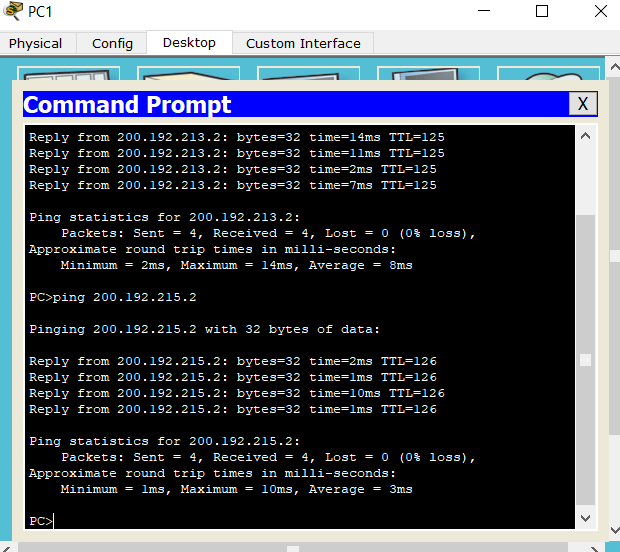 PC1
Physical Config Desktop Custom Interface
Command Prompt X
Reply from 200.192.213.2: bytes=32 time=14ms TTL=125
Reply from 200.192.213.2: bytes=32 time=11ms TTL=125
Reply from 200.192.213.2: bytes=32 time=2ms TTL=125
Reply from 200.192.213.2: bytes=32 time=7ms TTL=125
Ping statistics for 200.192.213.2:
Packets: Sent = 4, Received = 4, Lost = 0 (0% loss),
Approximate round trip times in milli-seconds:
Minimum = 2ms, Maximum = 14ms, Average = 8ms
PC>ping 200.192.215.2
Pinging 200.192.215.2 with 32 bytes of data:
Reply from 200.192.215.2: bytes=32 time=2ms TTL=126
Reply from 200.192.215.2: bytes=32 time=1ms TTL=126
Reply from 200.192.215.2: bytes=32 time=10ms TTL=126
Reply from 200.192.215.2: bytes=32 time=1ms TTL=126
Ping statistics for 200.192.215.2:
Packets: Sent = 4, Received = 4, Lost = 0 (0% loss),
Approximate round trip times in milli-seconds:
Minimum = 1ms, Maximum = 10ms, Average = 3ms
PC>